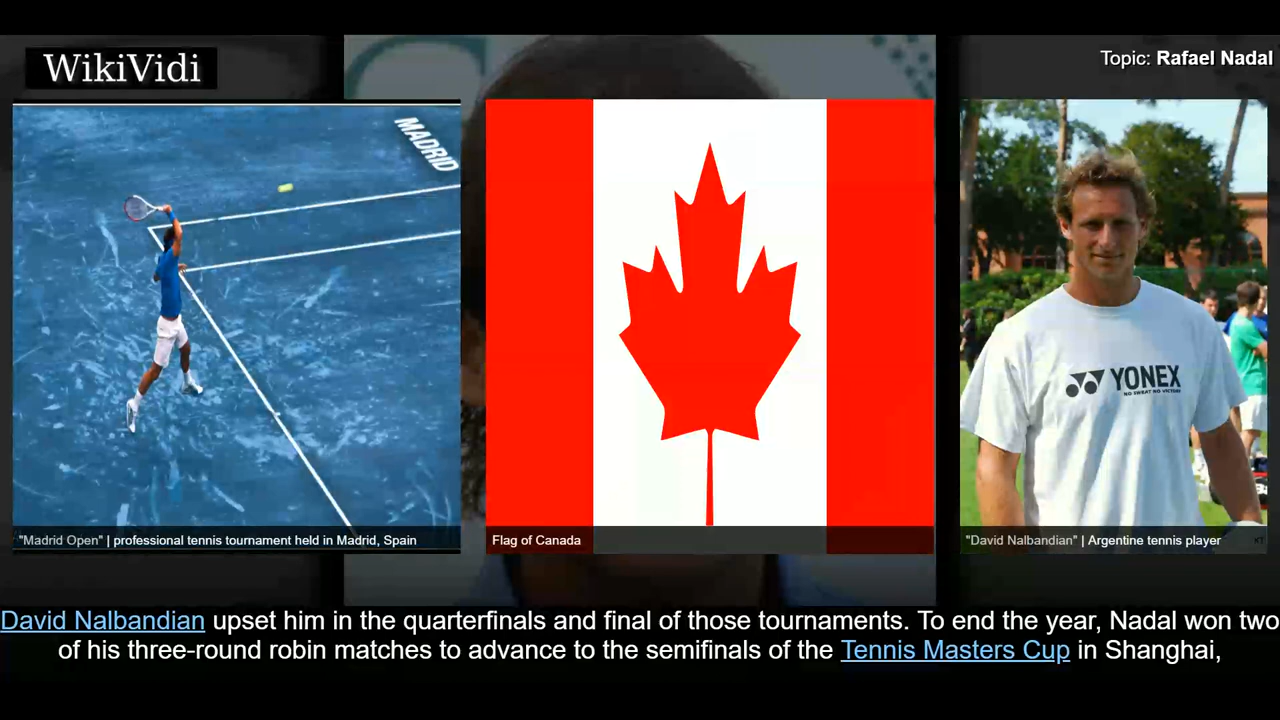 WikiVidi
Topic: Rafael Nadal
MADRID
YONEX
NO SWEAT NO VICTORY
"Madrid Open" | professional tennis tournament held in Madrid, Spain
Flag of Canada
"David Nalbandian" | Argentine tennis player
David Nalbandian upset him in the quarterfinals and final of those tournaments. To end the year, Nadal won two
of his three-round robin matches to advance to the semifinals of the Tennis Masters Cup in Shanghai,